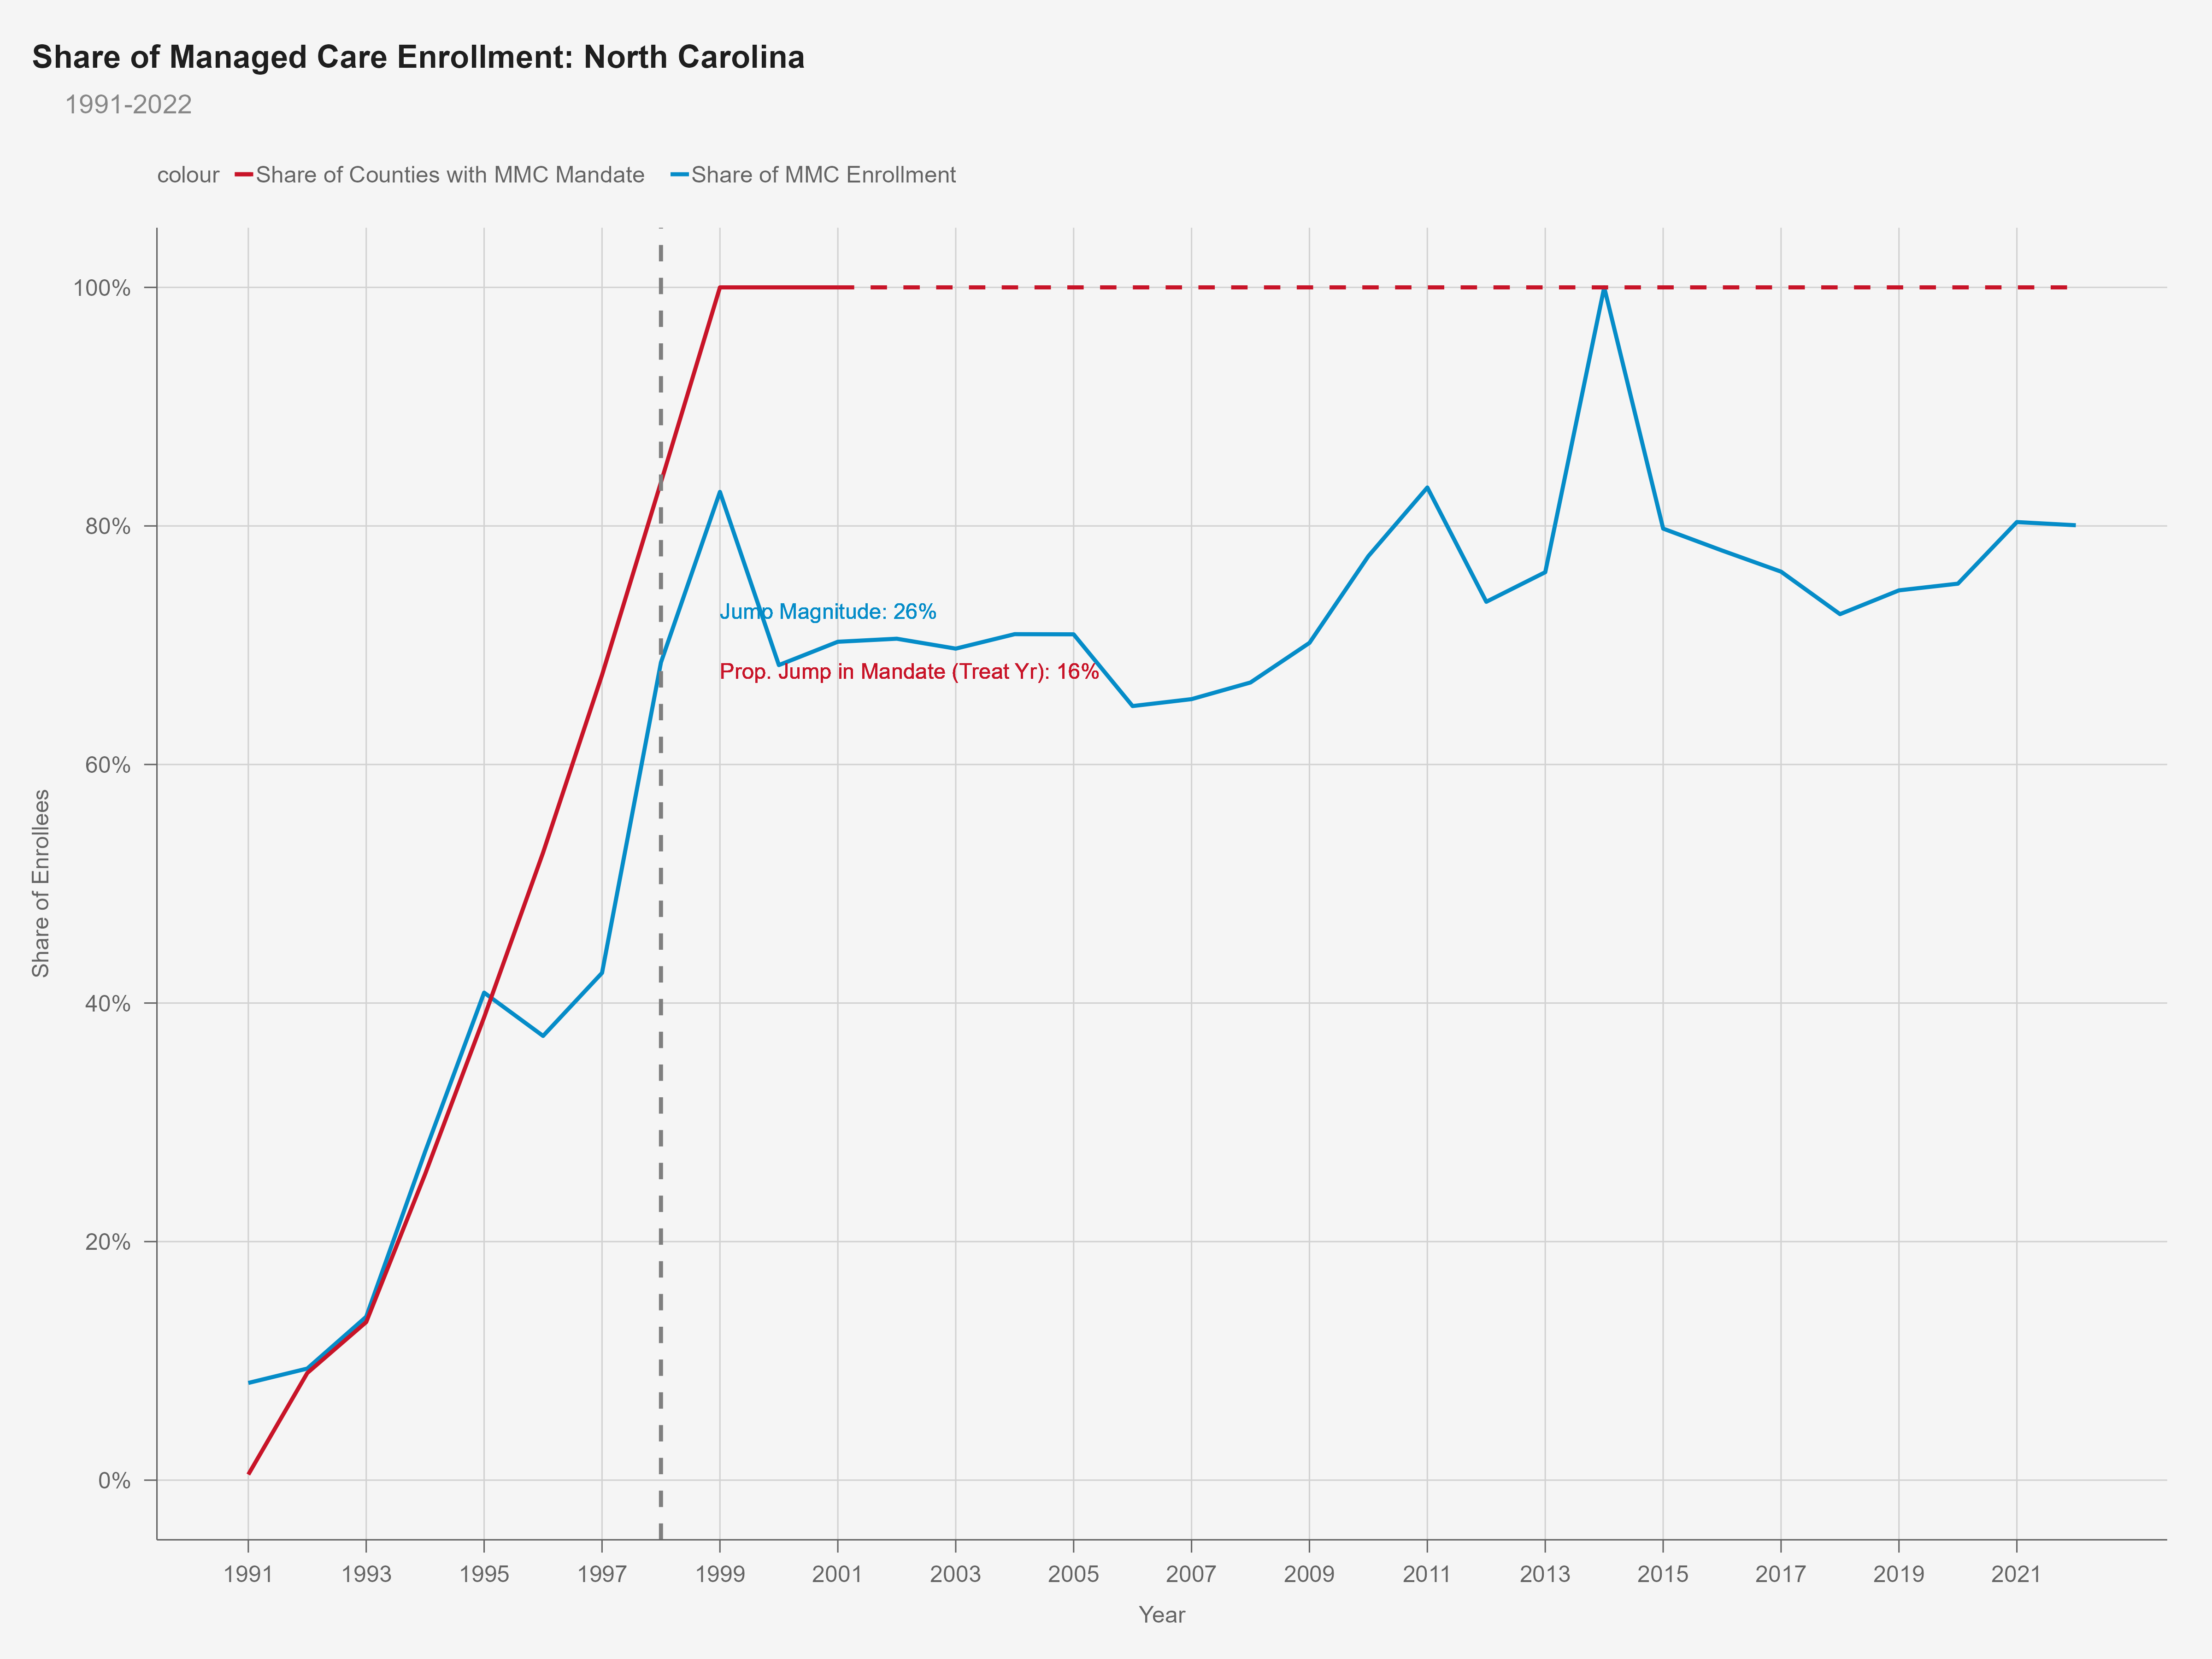 Share of Managed Care Enrollment: North Carolina
1991-2022
colour Share of Counties with MMC Mandate Share of MMC Enrollment
100%
80%
60%
40%
20%
0%
Share of Enrollees
Jump Magnitude: 26%
Prop. Jump in Mandate (Treat Yr): 16%
1991 1993 1995 1997 1999 2001 2003 2005 2007 2009 2011 2013 2015 2017 2019 2021
Year